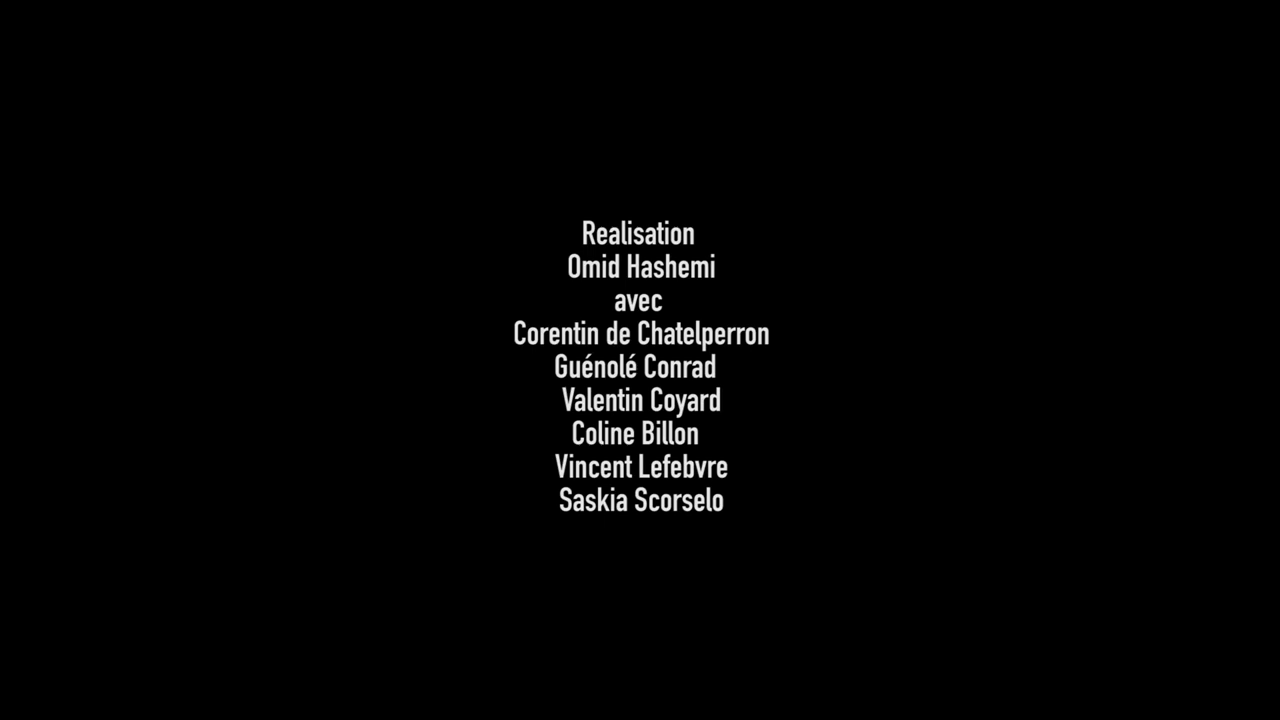 Realisation
Omid Hashemi
avec
Corentin de Chatelperron
Guénolé Conrad
Valentin Coyard
Coline Billon
Vincent Lefebvre
Saskia Scorselo